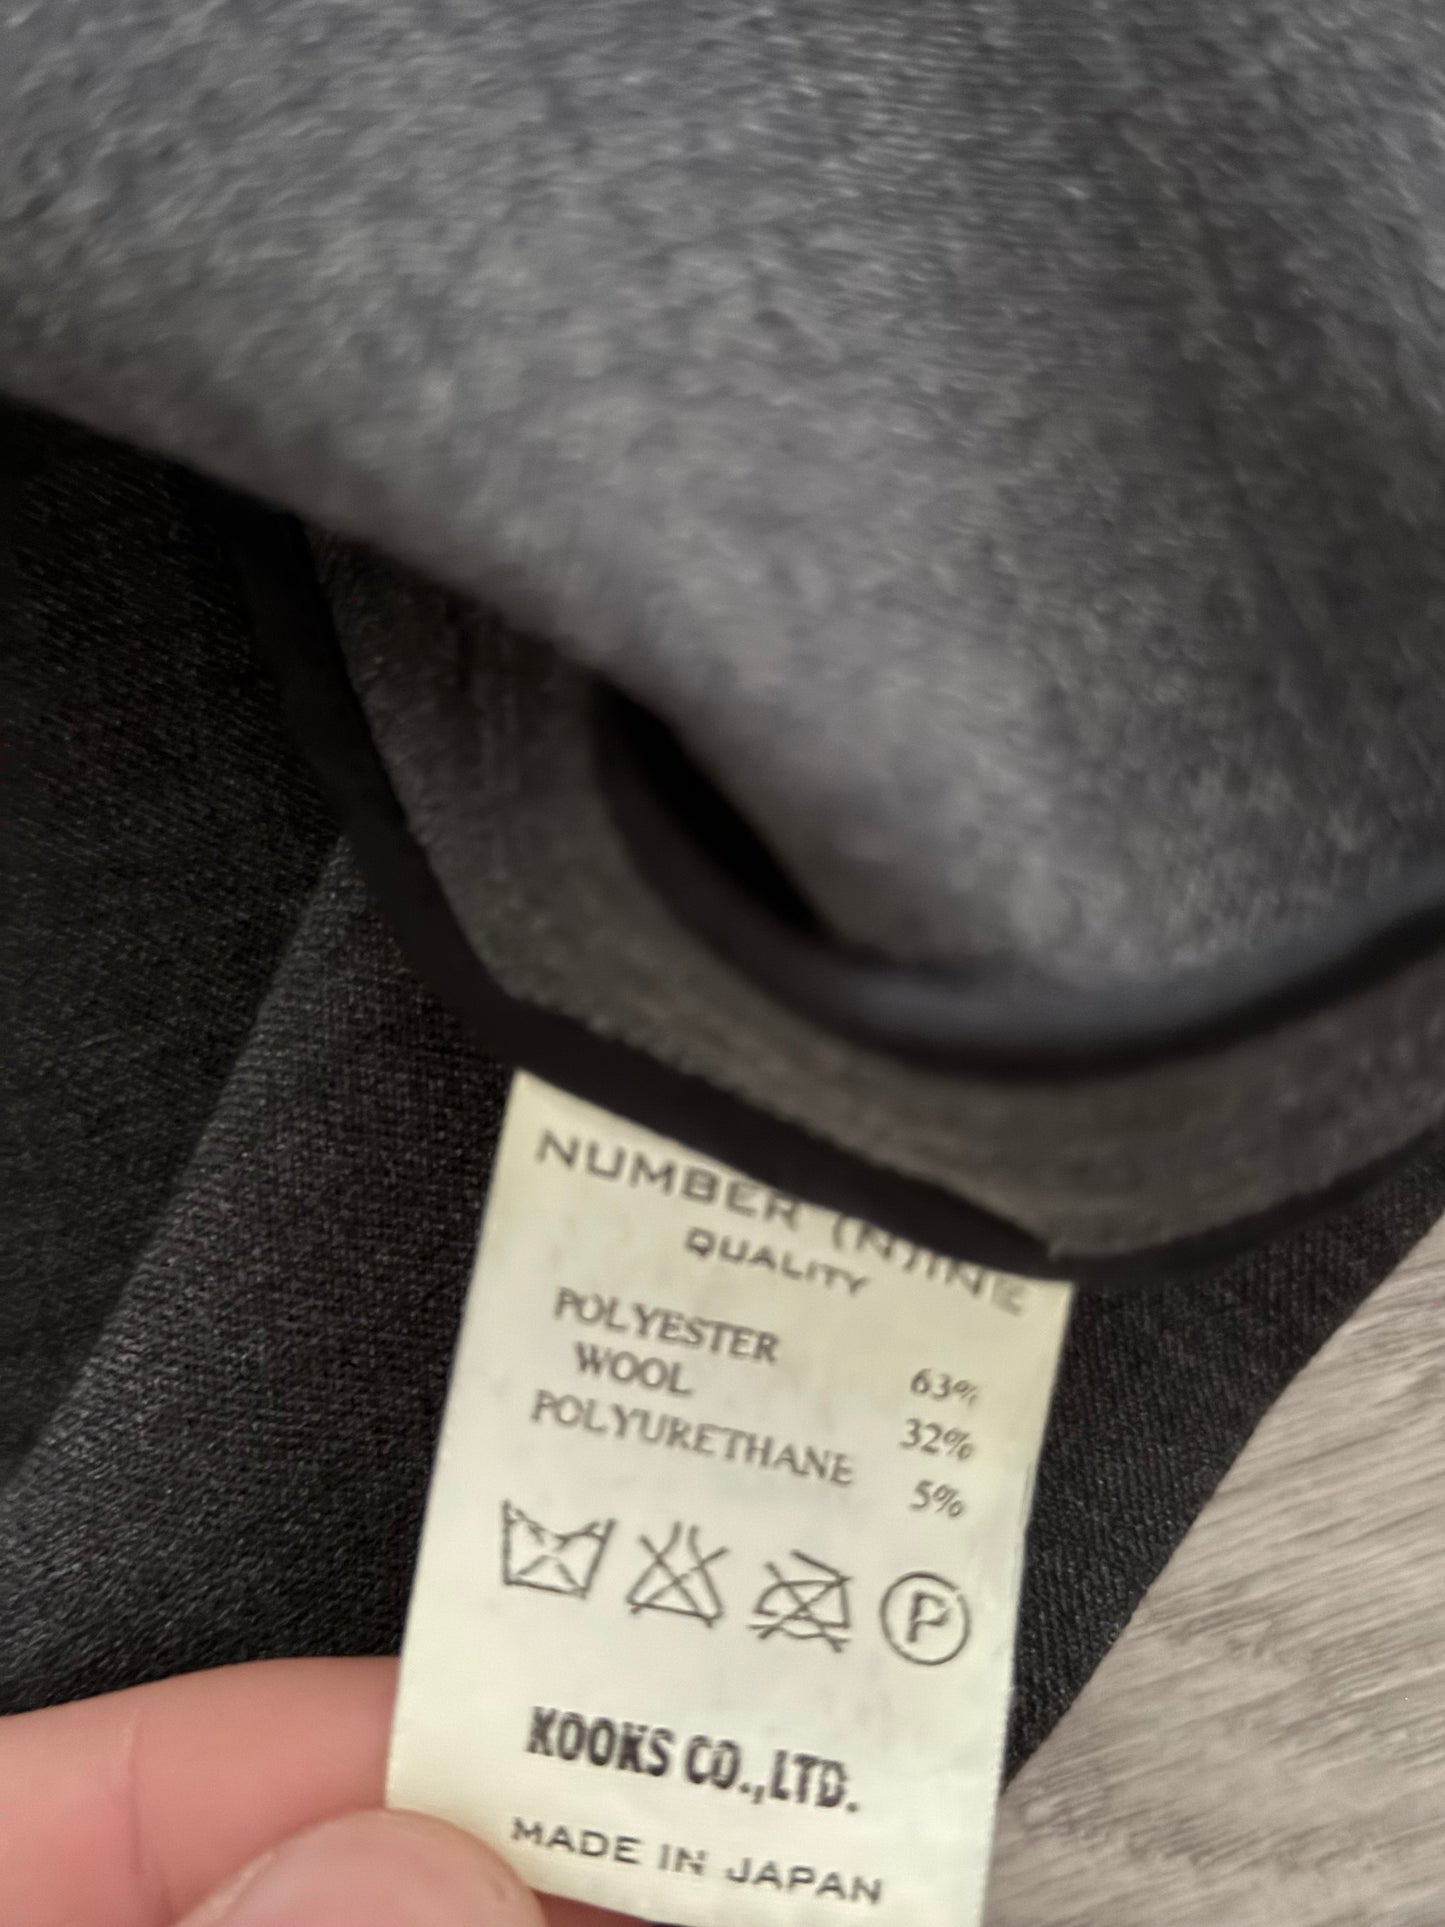 NUMBER (N)INE
QUALITY
POLYESTER 63%
WOOL 32%
POLYURETHANE 5%
P
KOOKS CO.,LTD.
MADE IN JAPAN